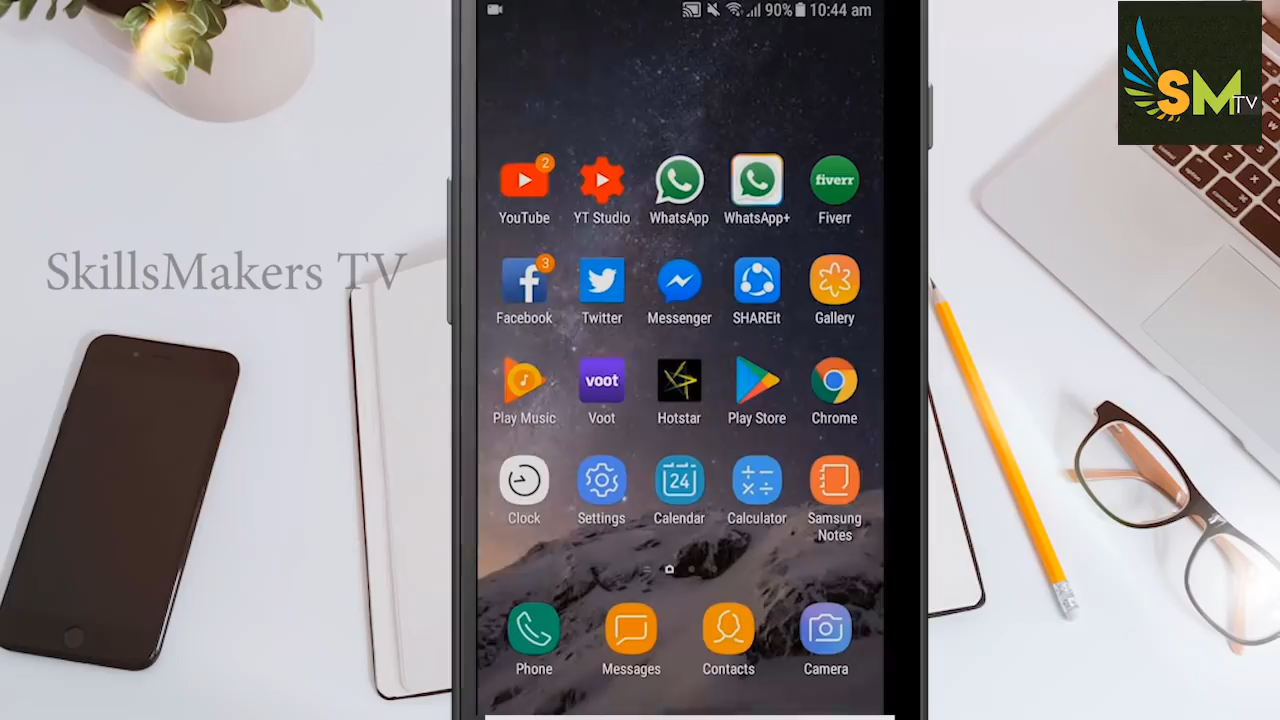 90% 10:44 am
SM
TV
2
YouTube YT Studio WhatsApp WhatsApp+ Fiverr
fiverr
SkillsMakers TV
3
Facebook Twitter Messenger SHAREit Gallery
voot
Play Music Voot Hotstar Play Store Chrome
24
Clock Settings Calendar Calculator Samsung
Notes
Phone Messages Contacts Camera